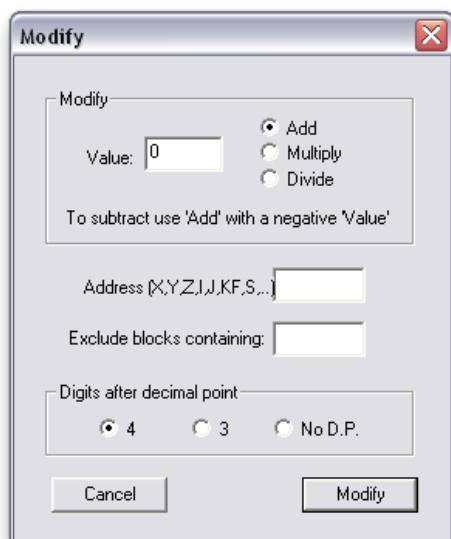 Modify
Modify
Value: 0
Add
Multiply
Divide
To subtract use 'Add' with a negative 'Value'
Address (X,Y,Z,I,J,KF,S,..)
Exclude blocks containing:
Digits after decimal point
4 3 No D.P.
Cancel Modify